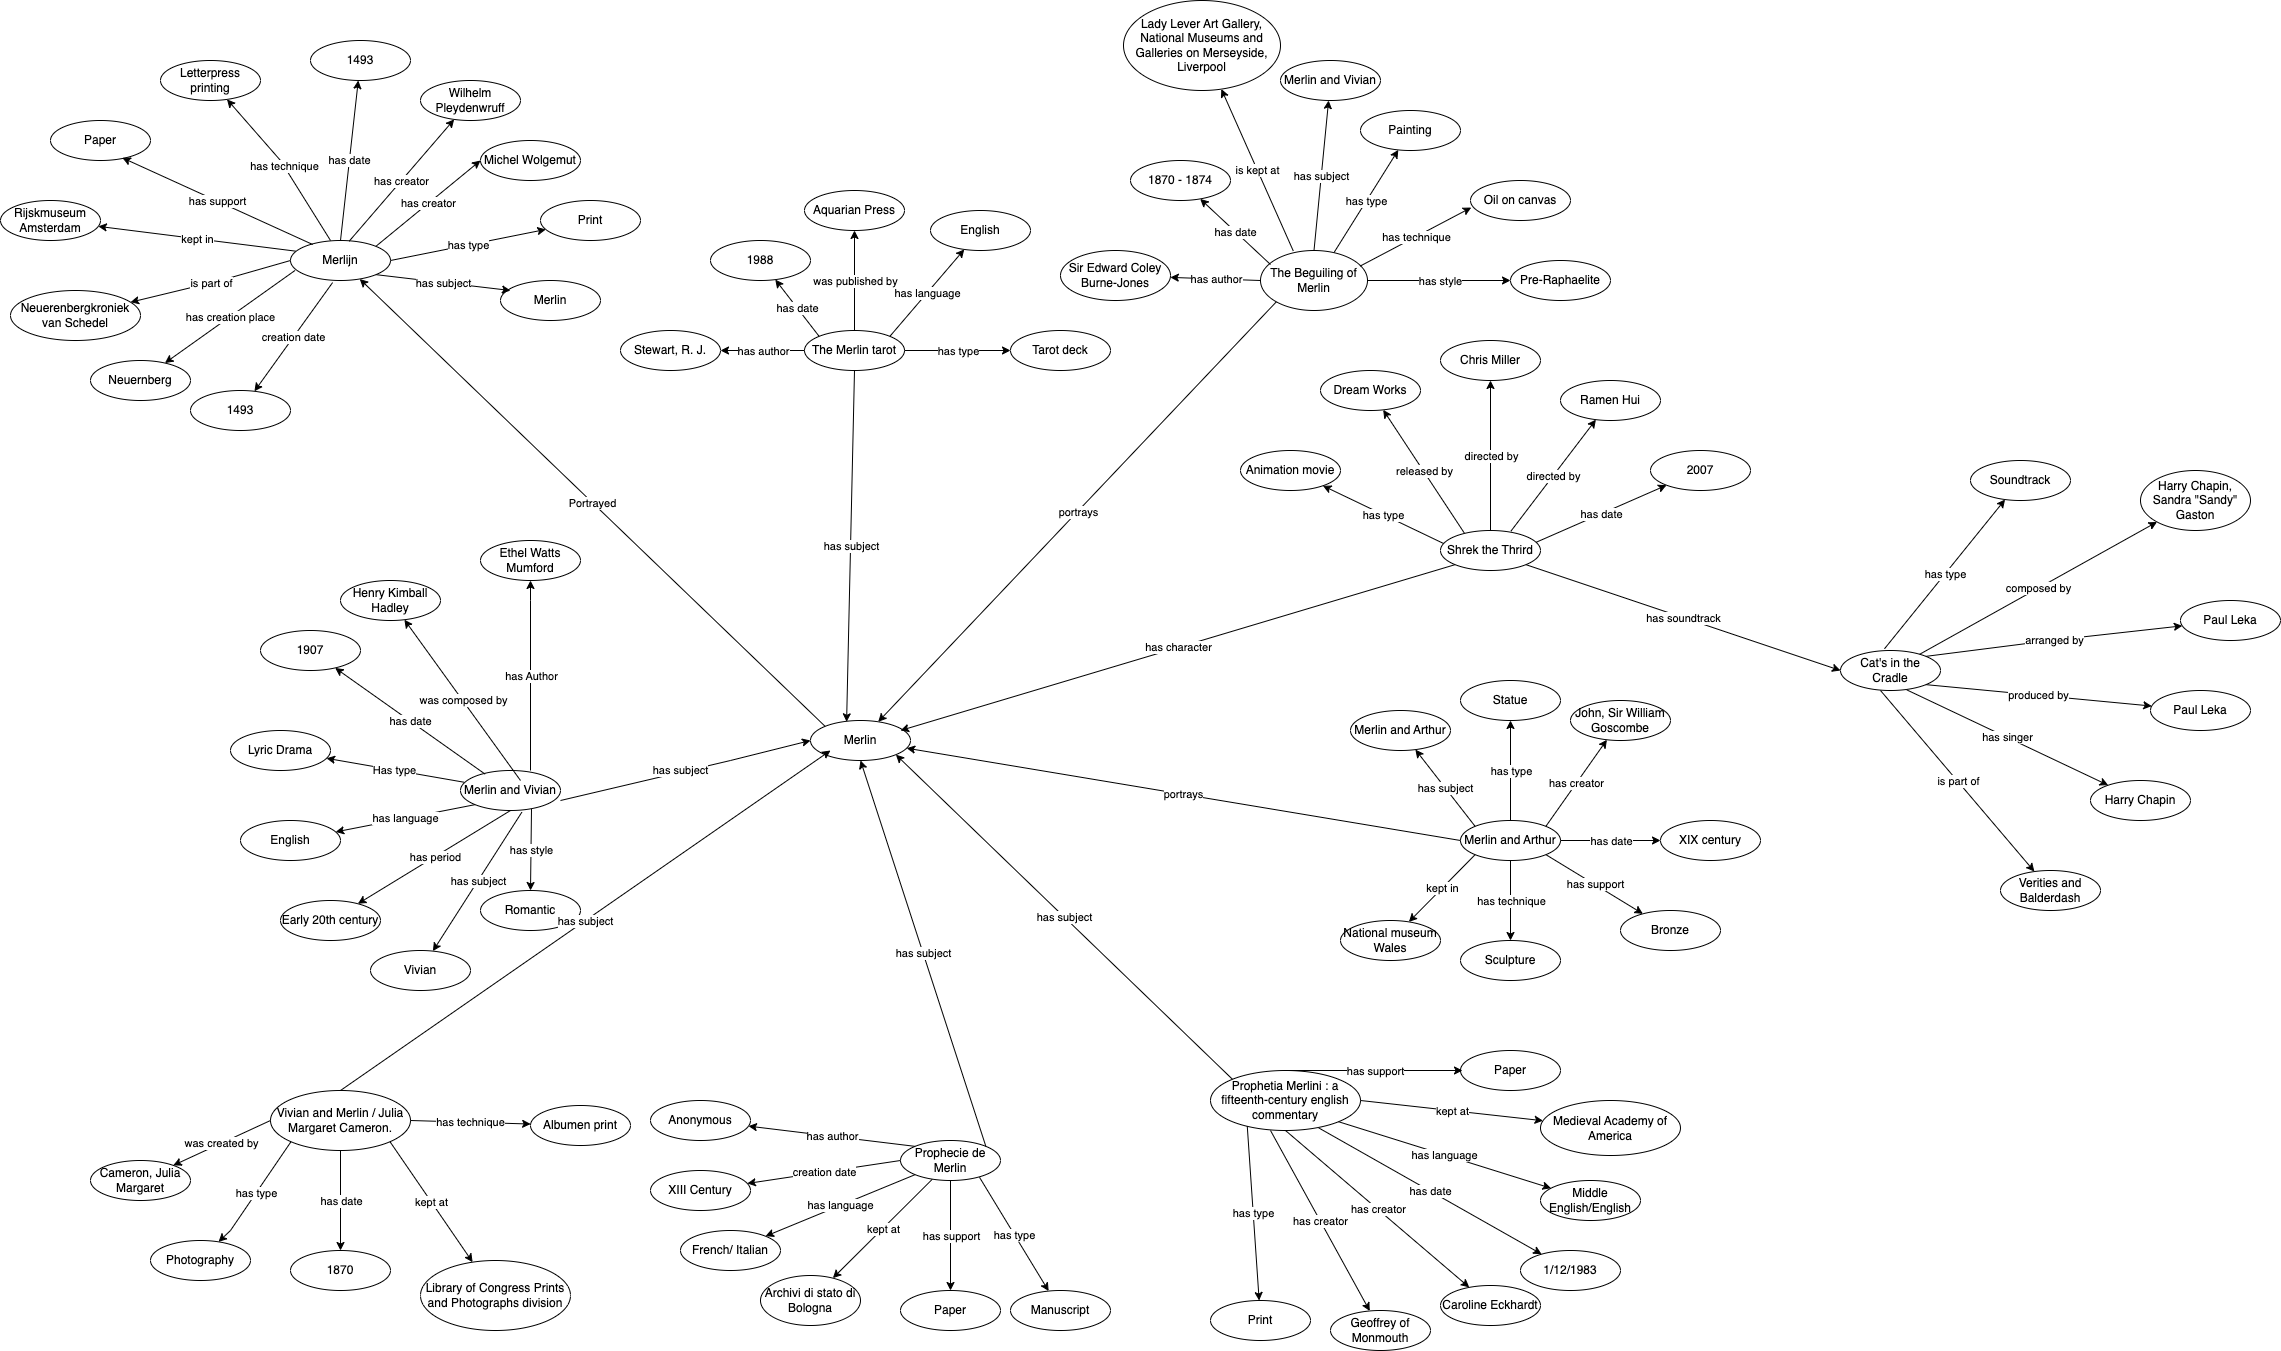 Lady Lever Art Gallery,
National Museums and
Galleries on Merseyside,
Liverpool
1493
Letterpress
printing
Merlin and Vivian
Wilhelm
Pleydenwruff
Painting
Paper
has technique
has date
Michel Wolgemut
is kept at
has subject
1870 - 1874
has creator
has creator
has support
has type
Oil on canvas
Rijskmuseum
Amsterdam
Print
Aquarian Press
English
kept in
has type
has date
has technique
Merlijn
1988
Sir Edward Coley
Burne-Jones
has author
The Beguiling of
Merlin
has style
Pre-Raphaelite
is part of
has subject
Merlin
was published by
has language
Neuerenbergkroniek
van Schedel
has creation place
has date
creation date
Stewart, R. J.
has author
The Merlin tarot
has type
Tarot deck
Neuernberg
1493
Chris Miller
Dream Works
Ramen Hui
Animation movie
released by
directed by
directed by
2007
has type
has date
Soundtrack
Harry Chapin,
Sandra "Sandy"
Gaston
Portrayed
portrays
has subject
Shrek the Thrird
Ethel Watts
Mumford
Henry Kimball
Hadley
has type
composed by
has soundtrack
Paul Leka
1907
has character
arranged by
Cat's in the
Cradle
has Author
was composed by
has date
produced by
Paul Leka
Statue
John, Sir William
Goscombe
Merlin and Arthur
Merlin
has singer
Lyric Drama
Has type
has subject
Merlin and Vivian
portrays
has subject
has type
has creator
is part of
Harry Chapin
English
has language
Merlin and Arthur
has date
XIX century
has period
has style
has subject
kept in
has technique
has support
Verities and
Balderdash
Early 20th century
Romantic
has subject
has subject
has subject
National museum
Wales
Sculpture
Bronze
Vivian
Vivian and Merlin / Julia
Margaret Cameron.
has technique
Albumen print
was created by
Cameron, Julia
Margaret
has type
has date
kept at
Photography
1870
Library of Congress Prints
and Photographs division
Anonymous
has author
Prophecie de
Merlin
XIII Century
creation date
has language
French/ Italian
kept at
has support
has type
Archivi di stato di
Bologna
Paper
Manuscript
Prophetia Merlini : a
fifteenth-century english
commentary
has support
Paper
kept at
Medieval Academy of
America
has language
Middle
English/English
has date
has creator
has creator
has type
1/12/1983
Caroline Eckhardt
Geoffrey of
Monmouth
Print